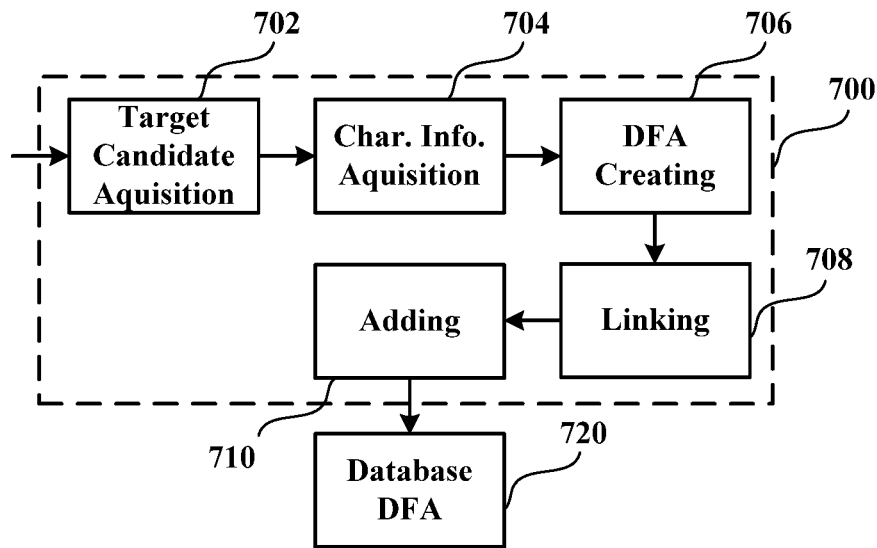 702
704
706
700
Target
Candidate
Aquisition
Char. Info.
Aquisition
DFA
Creating
708
Adding
Linking
710
720
Database
DFA